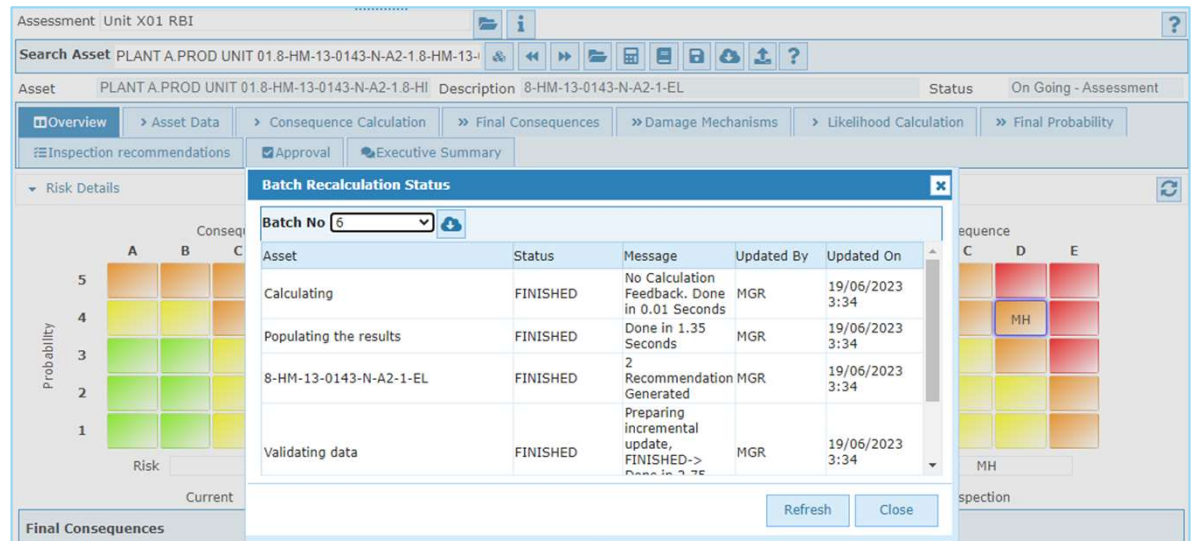 Assessment Unit X01 RBI
i
?
Search Asset PLANT A.PROD UNIT 01.8-HM-13-0143-N-A2-1.8-HM-13-
?
Asset PLANT A.PROD UNIT 01.8-HM-13-0143-N-A2-1.8-HI Description 8-HM-13-0143-N-A2-1-EL Status On Going - Assessment
Overview > Asset Data > Consequence Calculation >> Final Consequences >> Damage Mechanisms > Likelihood Calculation >> Final Probability
Inspection recommendations Approval Executive Summary
Risk Details
Batch Recalculation Status
x
Batch No 6
Asset Status Message Updated By Updated On
Calculating FINISHED No Calculation
Feedback. Done
in 0.01 Seconds
MGR 19/06/2023
3:34
Populating the results FINISHED Done in 1.35
Seconds
MGR 19/06/2023
3:34
8-HM-13-0143-N-A2-1-EL FINISHED 2
Recommendation
Generated
MGR 19/06/2023
3:34
Validating data FINISHED Preparing
incremental
update,
FINISHED->
Done in 2.75
MGR 19/06/2023
3:34
Refresh Close
A B C
5
4
3
2
1
Probability
Risk
Current
C D E
MH
MH
Final Consequences